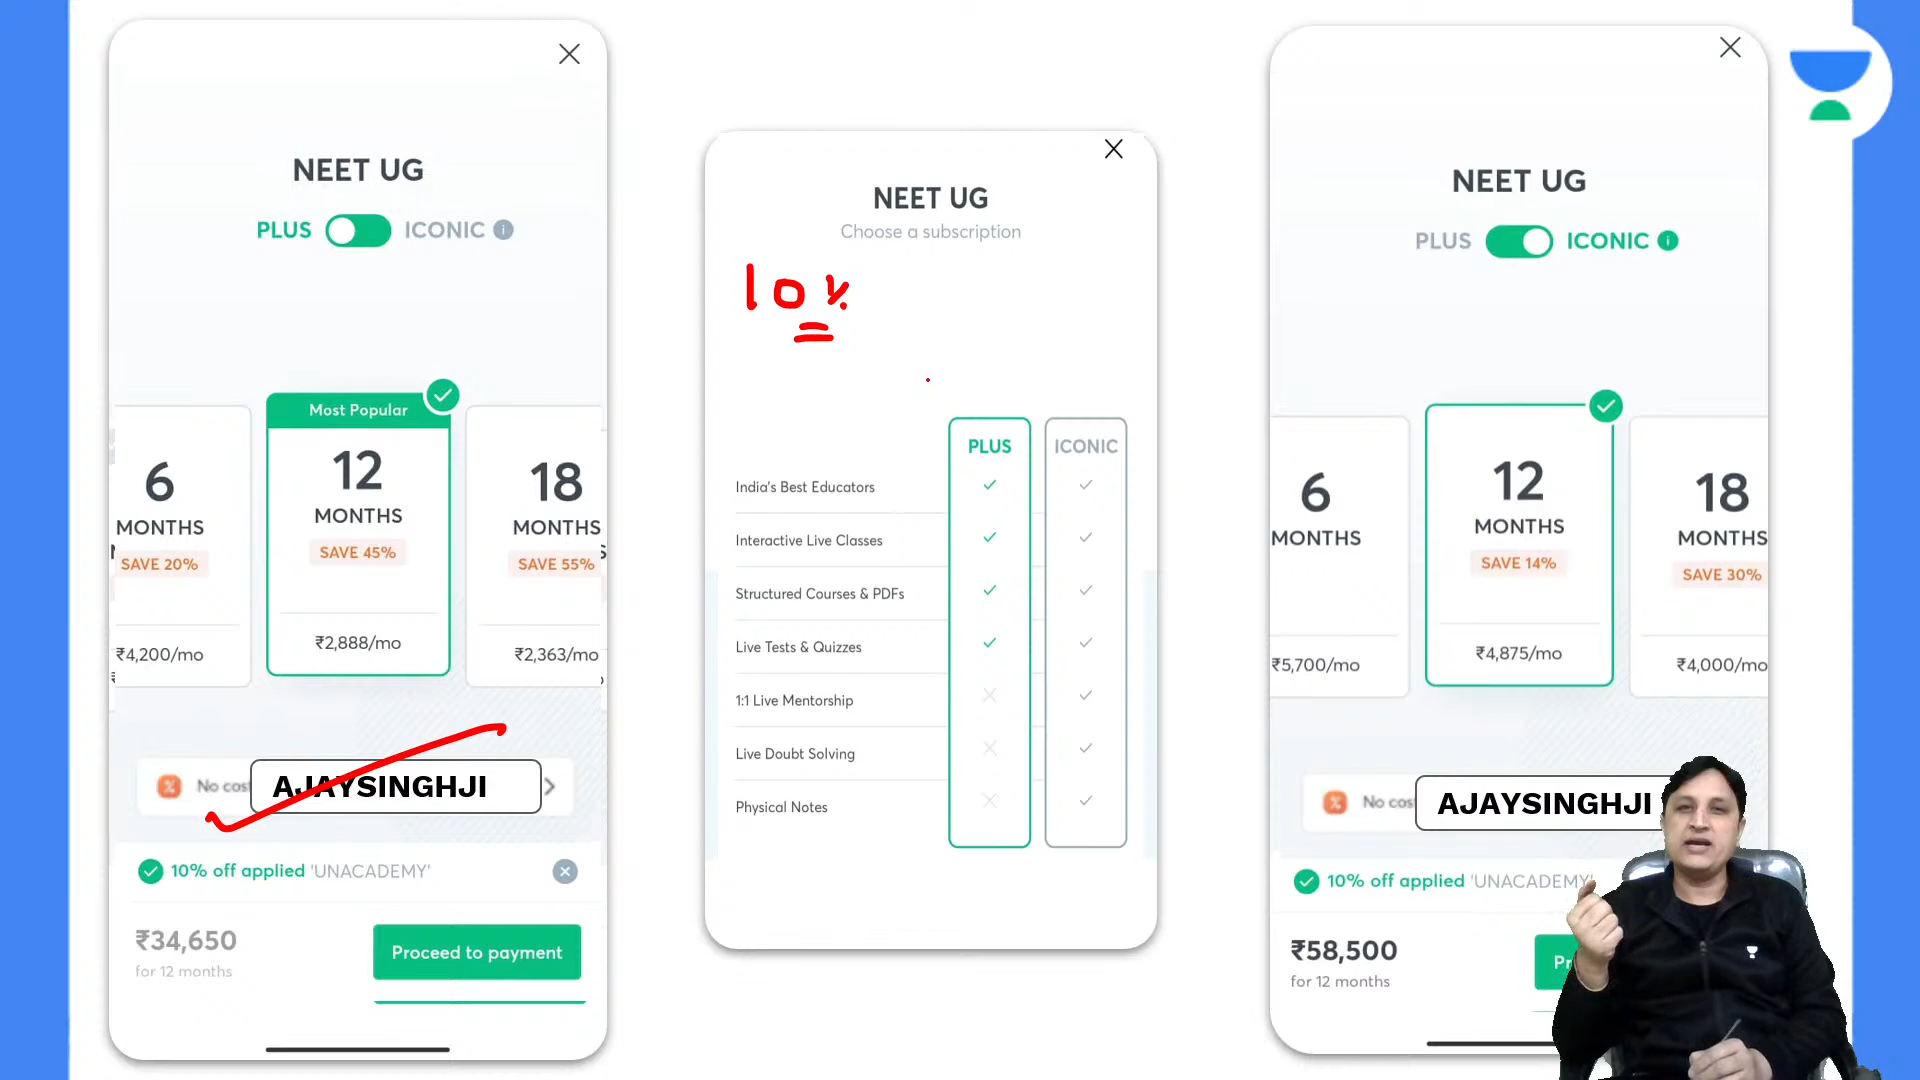 NEET UG
PLUS ICONIC i
Most Popular
6
MONTHS
SAVE 20%
₹4,200/mo
12
MONTHS
SAVE 45%
₹2,888/mo
18
MONTHS
SAVE 55%
₹2,363/mo
No cost
AJAYSINGHJI
10% off applied 'UNACADEMY'
₹34,650
for 12 months
Proceed to payment
NEET UG
Choose a subscription
10%
PLUS ICONIC
India's Best Educators
Interactive Live Classes
Structured Courses & PDFs
Live Tests & Quizzes
1:1 Live Mentorship
Live Doubt Solving
Physical Notes
NEET UG
PLUS ICONIC i
6
MONTHS
₹5,700/mo
12
MONTHS
SAVE 14%
₹4,875/mo
18
MONTHS
SAVE 30%
₹4,000/mo
No cost
AJAYSINGHJI
10% off applied 'UNACADEMY'
₹58,500
for 12 months